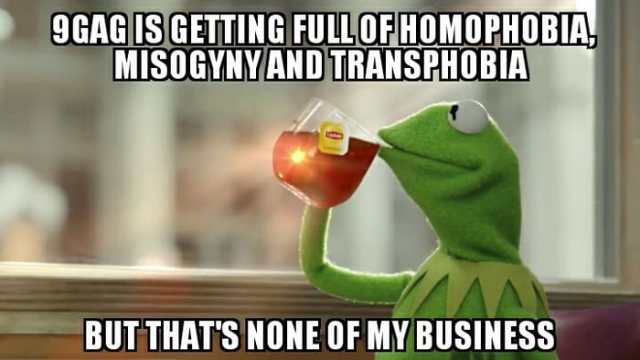 9GAG IS GETTING FULL OF HOMOPHOBIA,
MISOGYNY AND TRANSPHOBIA
BUT THAT'S NONE OF MY BUSINESS